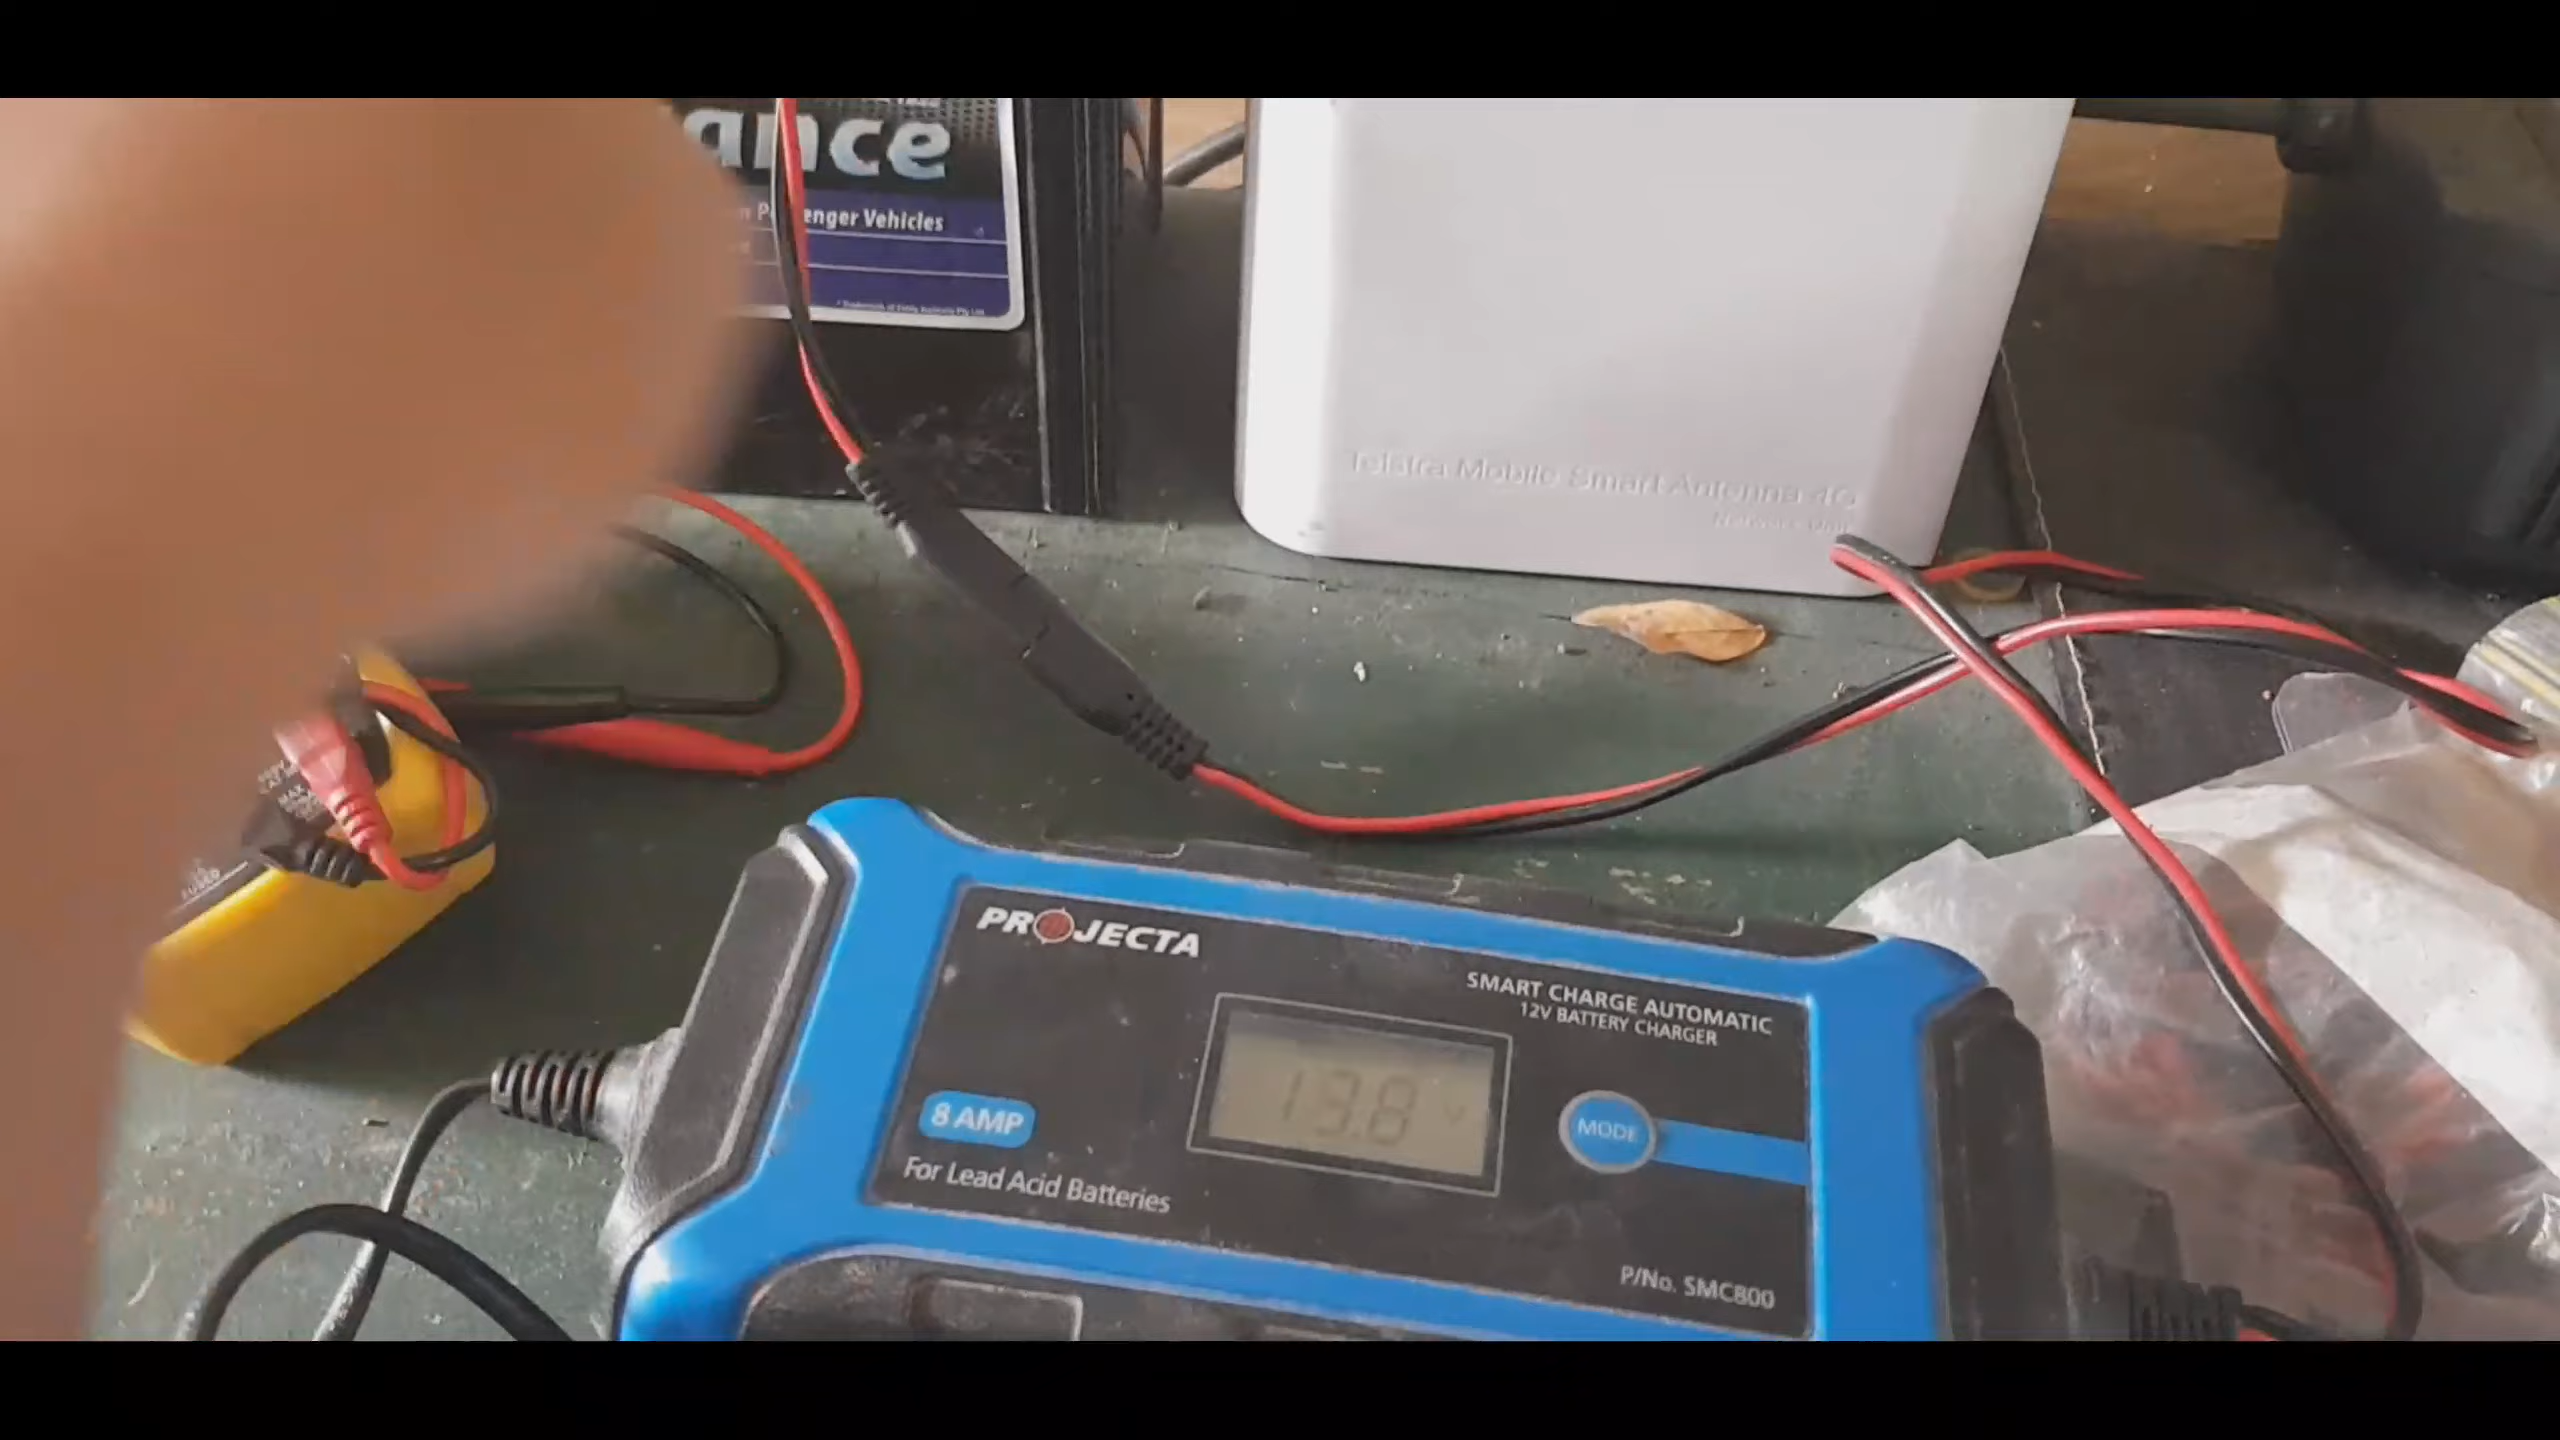 ance
enger Vehicles
Telstra Mobile Smart Antenna 4G
FUSED
PROJECTA
SMART CHARGE AUTOMATIC
12V BATTERY CHARGER
13.8
8 AMP
MODE
For Lead Acid Batteries
P/No. SMC800